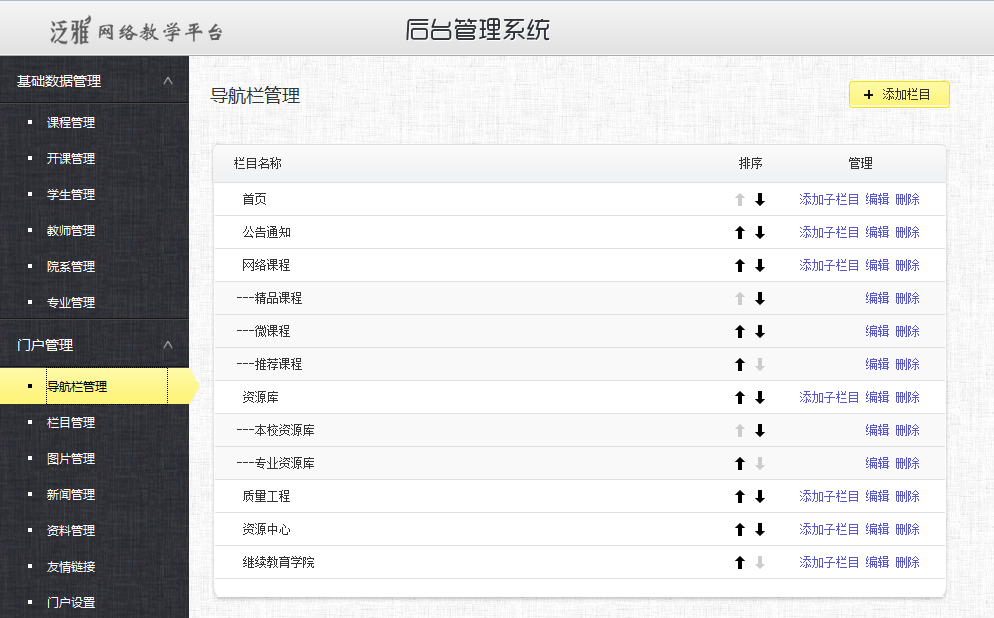 泛雅 网络教学平台
后台管理系统
基础数据管理
课程管理
开课管理
学生管理
教师管理
院系管理
专业管理
门户管理
导航栏管理
栏目管理
图片管理
新闻管理
资料管理
友情链接
门户设置
导航栏管理
+ 添加栏目
栏目名称 排序 管理
首页 添加子栏目 编辑 删除
公告通知 添加子栏目 编辑 删除
网络课程 添加子栏目 编辑 删除
---精品课程 编辑 删除
---微课程 编辑 删除
---推荐课程 编辑 删除
资源库 添加子栏目 编辑 删除
---本校资源库 编辑 删除
---专业资源库 编辑 删除
质量工程 添加子栏目 编辑 删除
资源中心 添加子栏目 编辑 删除
继续教育学院 添加子栏目 编辑 删除